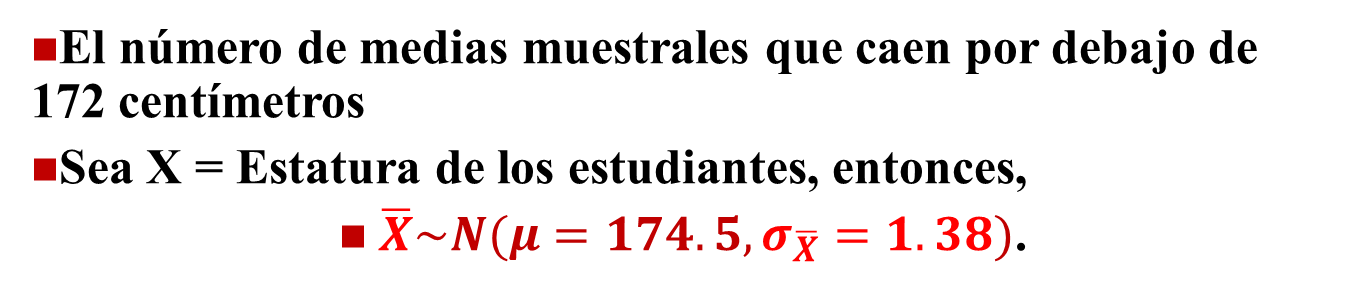 ■El número de medias muestrales que caen por debajo de
172 centímetros
■Sea X = Estatura de los estudiantes, entonces,
■ X̅~N(μ = 174.5, σ_X̅ = 1.38).